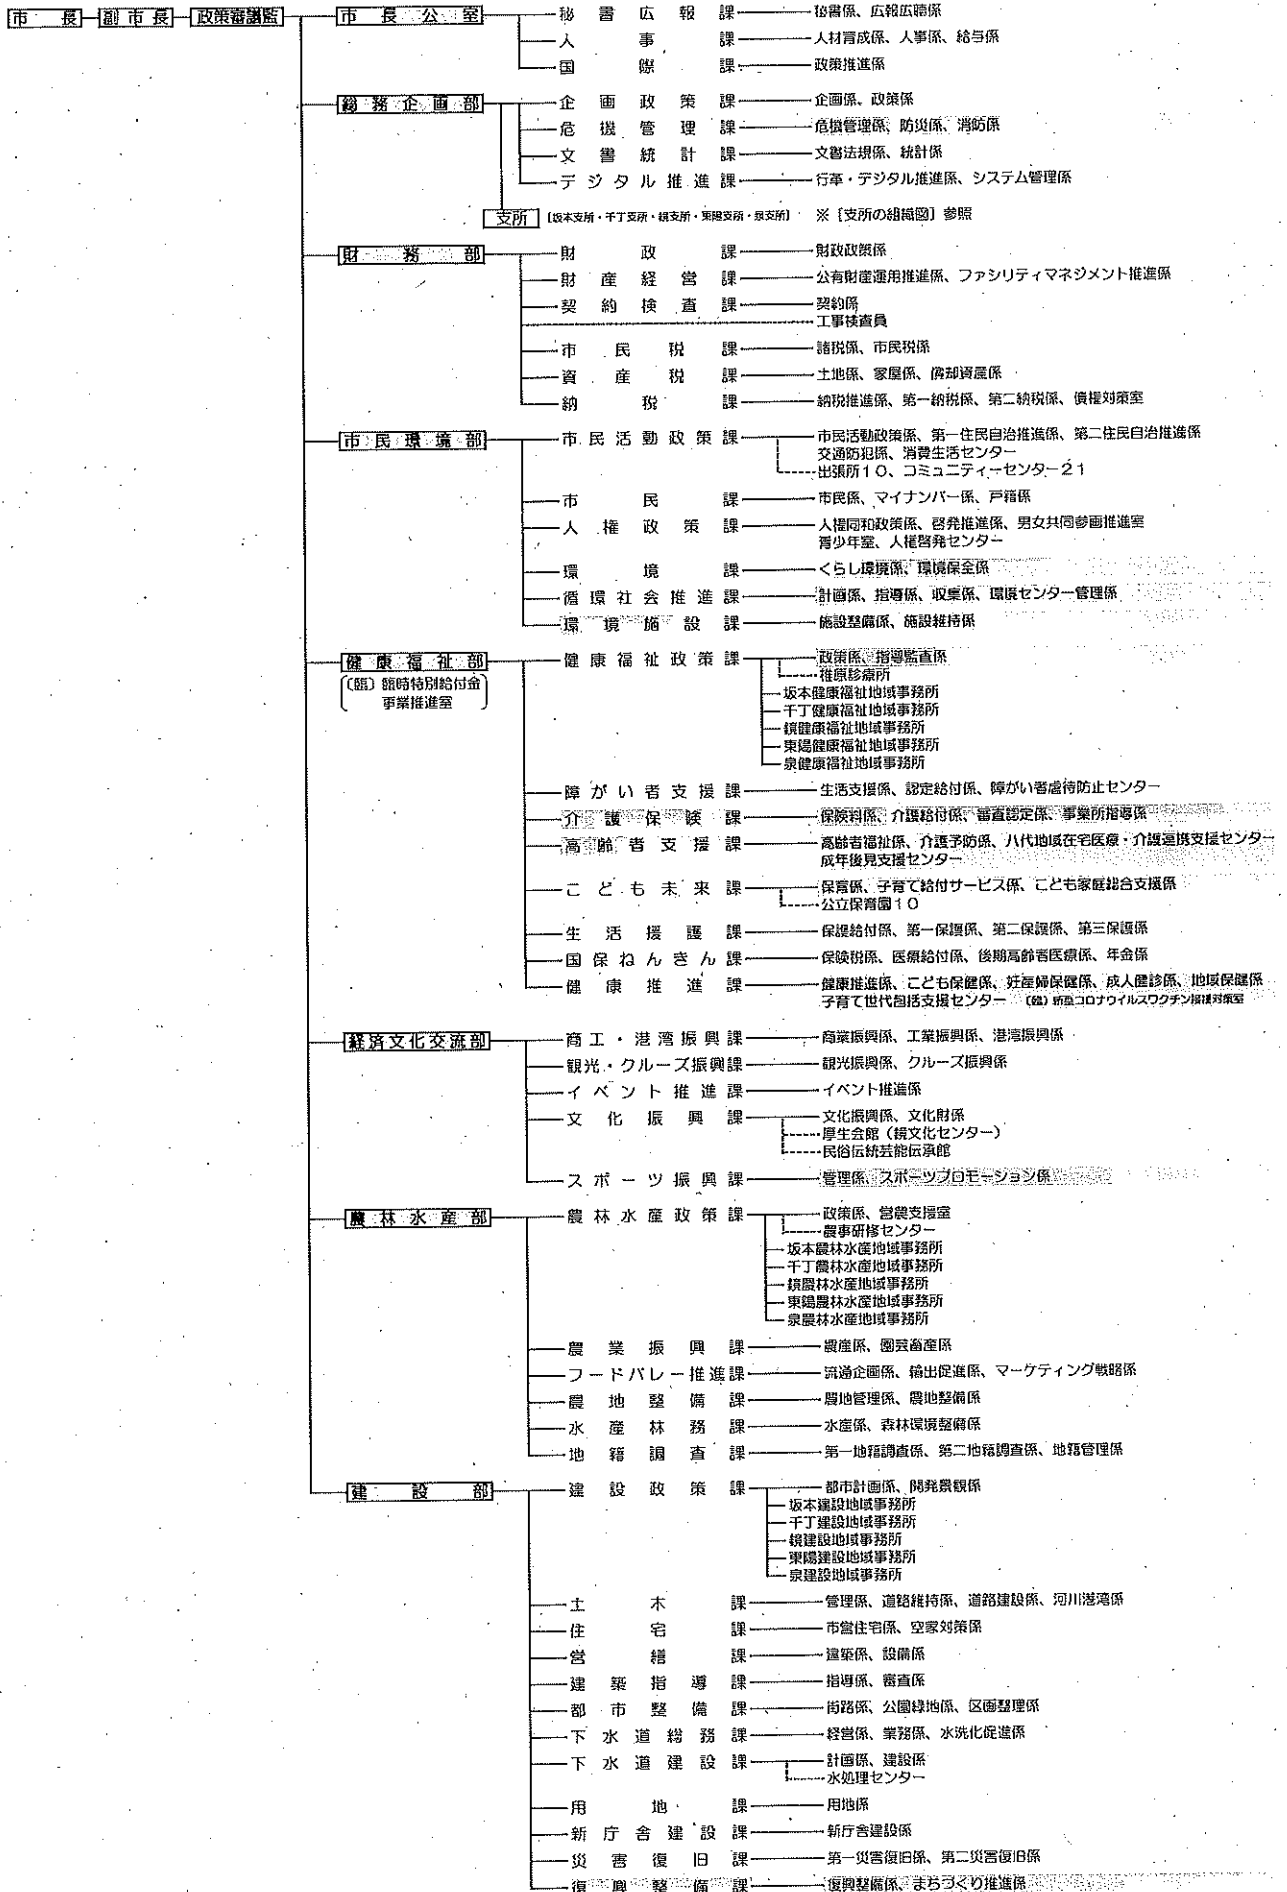 市長 副市長 政策審議監 市長公室 秘書広報課 秘書係、広報広聴係
人事課 人材育成係、人事係、給与係
国際課 政策推進係
総務企画部 企画政策課 企画係、政策係
危機管理課 危機管理係、防災係、消防係
文書統計課 文書法規係、統計係
デジタル推進課 行革・デジタル推進係、システム管理係
支所 [坂本支所・千丁支所・鏡支所・東陽支所・泉支所] ※［支所の組織図］参照
財務部 財政課 財政政策係
財産経営課 公有財産運用推進係、ファシリティマネジメント推進係
契約検査課 契約係
工事検査員
市民税課 諸税係、市民税係
資産税課 土地係、家屋係、償却資産係
納税課 納税推進係、第一納税係、第二納税係、債権対策室
市民環境部 市民活動政策課 市民活動政策係、第一住民自治推進係、第二住民自治推進係
交通防犯係、消費生活センター
出張所10、コミュニティーセンター21
市民課 市民係、マイナンバー係、戸籍係
人権政策課 人権同和政策係、啓発推進係、男女共同参画推進室
青少年室、人権啓発センター
環境課 くらし環境係、環境保全係
循環社会推進課 計画係、指導係、収集係、環境センター管理係
環境施設課 施設整備係、施設維持係
健康福祉部 健康福祉政策課 政策係、指導監査係
(〔臨〕臨時特別給付金 椎原診療所
事業推進室) 坂本健康福祉地域事務所
千丁健康福祉地域事務所
鏡健康福祉地域事務所
東陽健康福祉地域事務所
泉健康福祉地域事務所
障がい者支援課 生活支援係、認定給付係、障がい者虐待防止センター
介護保険課 保険料係、介護給付係、審査認定係、事業所指導係
高齢者支援課 高齢者福祉係、介護予防係、八代地域在宅医療・介護連携支援センター
成年後見支援センター
こども未来課 保育係、子育て給付サービス係、こども家庭総合支援係
公立保育園10
生活援護課 保護給付係、第一保護係、第二保護係、第三保護係
国保ねんきん課 保険税係、医療給付係、後期高齢者医療係、年金係
健康推進課 健康推進係、こども保健係、妊産婦保健係、成人健診係、地域保健係
子育て世代包括支援センター 〔臨〕新型コロナウイルスワクチン接種対策室
経済文化交流部 商工・港湾振興課 商業振興係、工業振興係、港湾振興係
観光・クルーズ振興課 観光振興係、クルーズ振興係
イベント推進課 イベント推進係
文化振興課 文化振興係、文化財係
厚生会館（鏡文化センター）
民俗伝統芸能伝承館
スポーツ振興課 管理係、スポーツプロモーション係
農林水産部 農林水産政策課 政策係、営農支援室
農事研修センター
坂本農林水産地域事務所
千丁農林水産地域事務所
鏡農林水産地域事務所
東陽農林水産地域事務所
泉農林水産地域事務所
農業振興課 農産係、園芸畜産係
フードバレー推進課 流通企画係、輸出促進係、マーケティング戦略係
農地整備課 農地管理係、農地整備係
水産林務課 水産係、森林環境整備係
地籍調査課 第一地籍調査係、第二地籍調査係、地籍管理係
建設部 建設政策課 都市計画係、開発景観係
坂本建設地域事務所
千丁建設地域事務所
鏡建設地域事務所
東陽建設地域事務所
泉建設地域事務所
土木課 管理係、道路維持係、道路建設係、河川港湾係
住宅課 市営住宅係、空家対策係
営繕課 建築係、設備係
建築指導課 指導係、審査係
都市整備課 街路係、公園緑地係、区画整理係
下水道総務課 経営係、業務係、水洗化促進係
下水道建設課 計画係、建設係
水処理センター
用地課 用地係
新庁舎建設課 新庁舎建設係
災害復旧課 第一災害復旧係、第二災害復旧係
復興整備課 復興整備係、まちづくり推進係